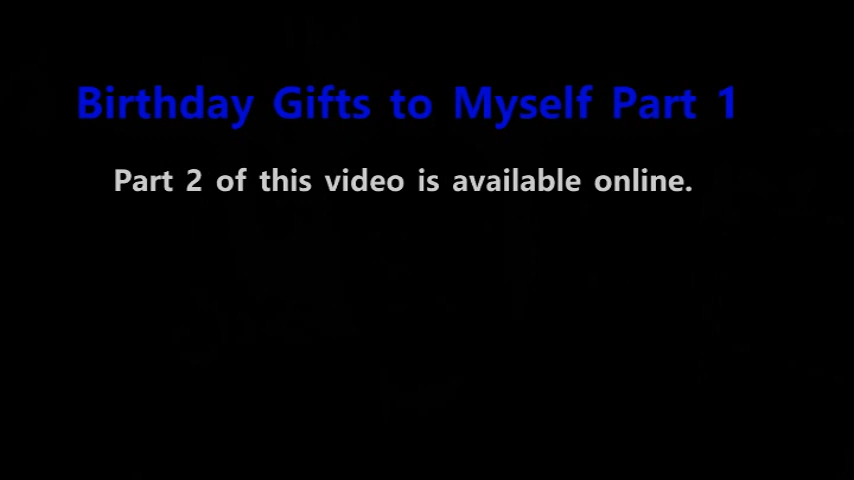 Birthday Gifts to Myself Part 1
Part 2 of this video is available online.